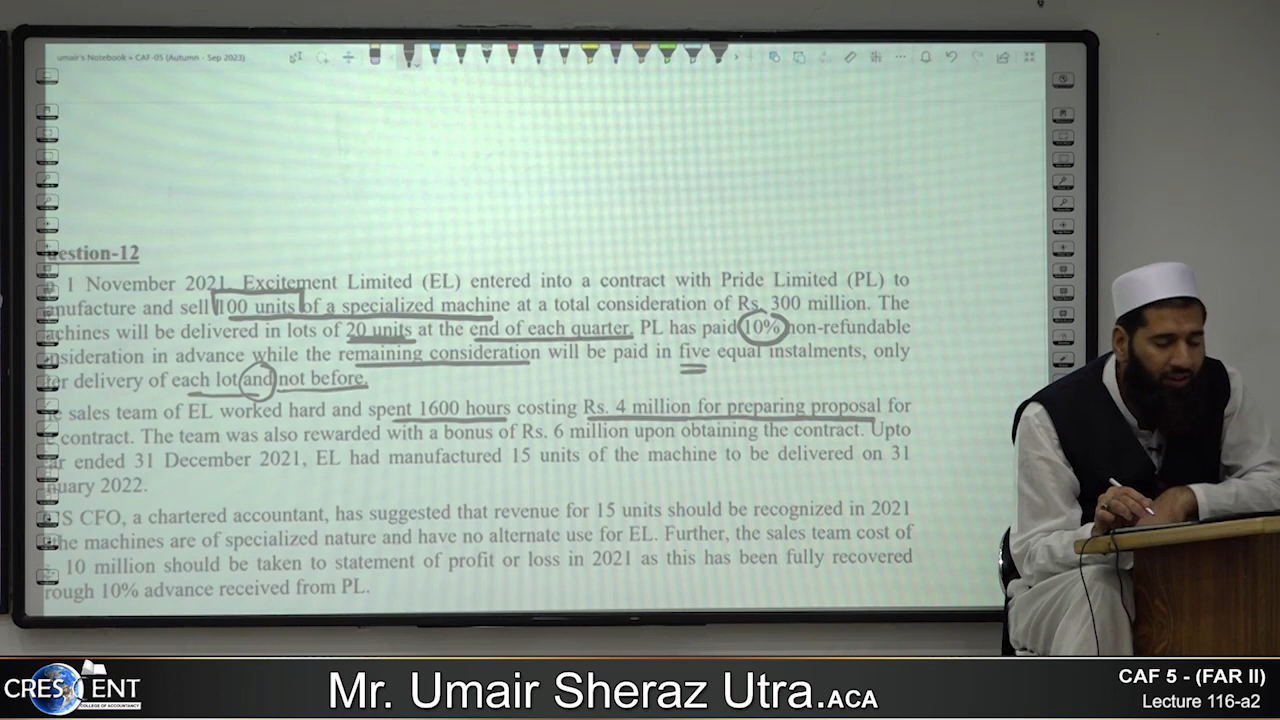 umair's Notebook » CAF-05 (Autumn - Sep 2023)
uestion-12
1 November 2021, Excitement Limited (EL) entered into a contract with Pride Limited (PL) to
nufacture and sell 100 units of a specialized machine at a total consideration of Rs. 300 million. The
achines will be delivered in lots of 20 units at the end of each quarter. PL has paid 10% non-refundable
nsideration in advance while the remaining consideration will be paid in five equal instalments, only
er delivery of each lot and not before.
e sales team of EL worked hard and spent 1600 hours costing Rs. 4 million for preparing proposal for
contract. The team was also rewarded with a bonus of Rs. 6 million upon obtaining the contract. Upto
ar ended 31 December 2021, EL had manufactured 15 units of the machine to be delivered on 31
nuary 2022.
S CFO, a chartered accountant, has suggested that revenue for 15 units should be recognized in 2021
the machines are of specialized nature and have no alternate use for EL. Further, the sales team cost of
10 million should be taken to statement of profit or loss in 2021 as this has been fully recovered
rough 10% advance received from PL.
CRESCENT
COLLEGE OF ACCOUNTANCY
Mr. Umair Sheraz Utra.ACA
CAF 5 - (FAR II)
Lecture 116-a2